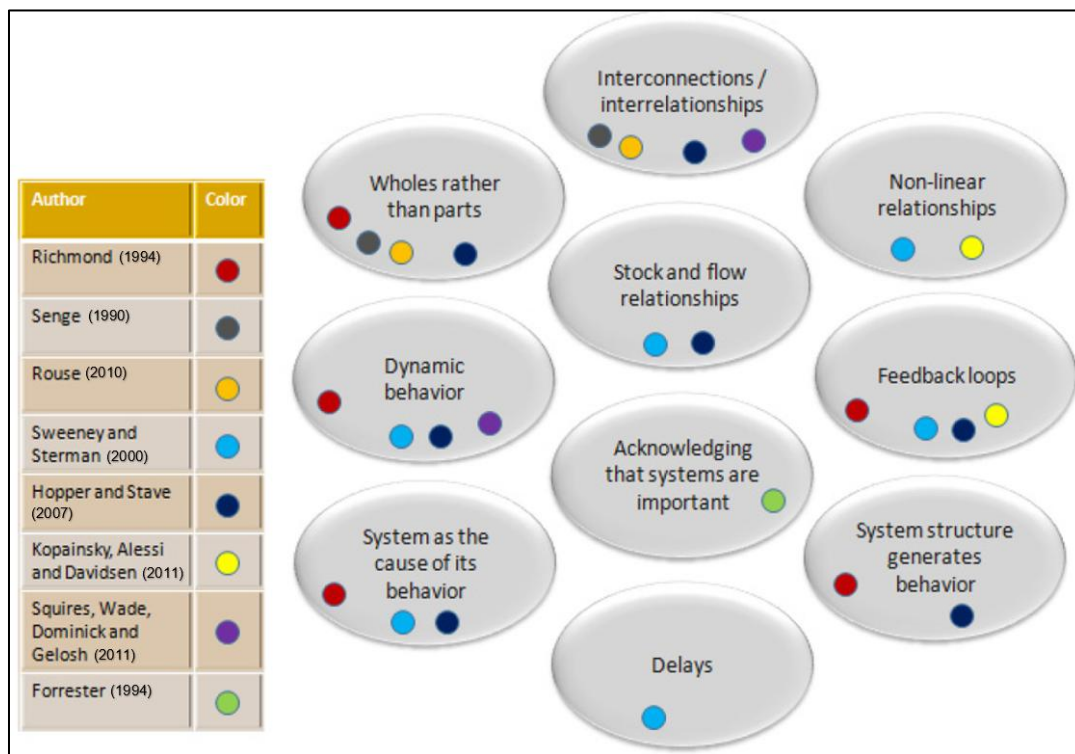 Author Color
Richmond (1994)
Senge (1990)
Rouse (2010)
Sweeney and
Sterman (2000)
Hopper and Stave
(2007)
Kopainsky, Alessi
and Davidsen (2011)
Squires, Wade,
Dominick and
Gelosh (2011)
Forrester (1994)
Interconnections /
interrelationships
Wholes rather
than parts
Non-linear
relationships
Stock and flow
relationships
Dynamic
behavior
Feedback loops
Acknowledging
that systems are
important
System as the
cause of its
behavior
System structure
generates
behavior
Delays